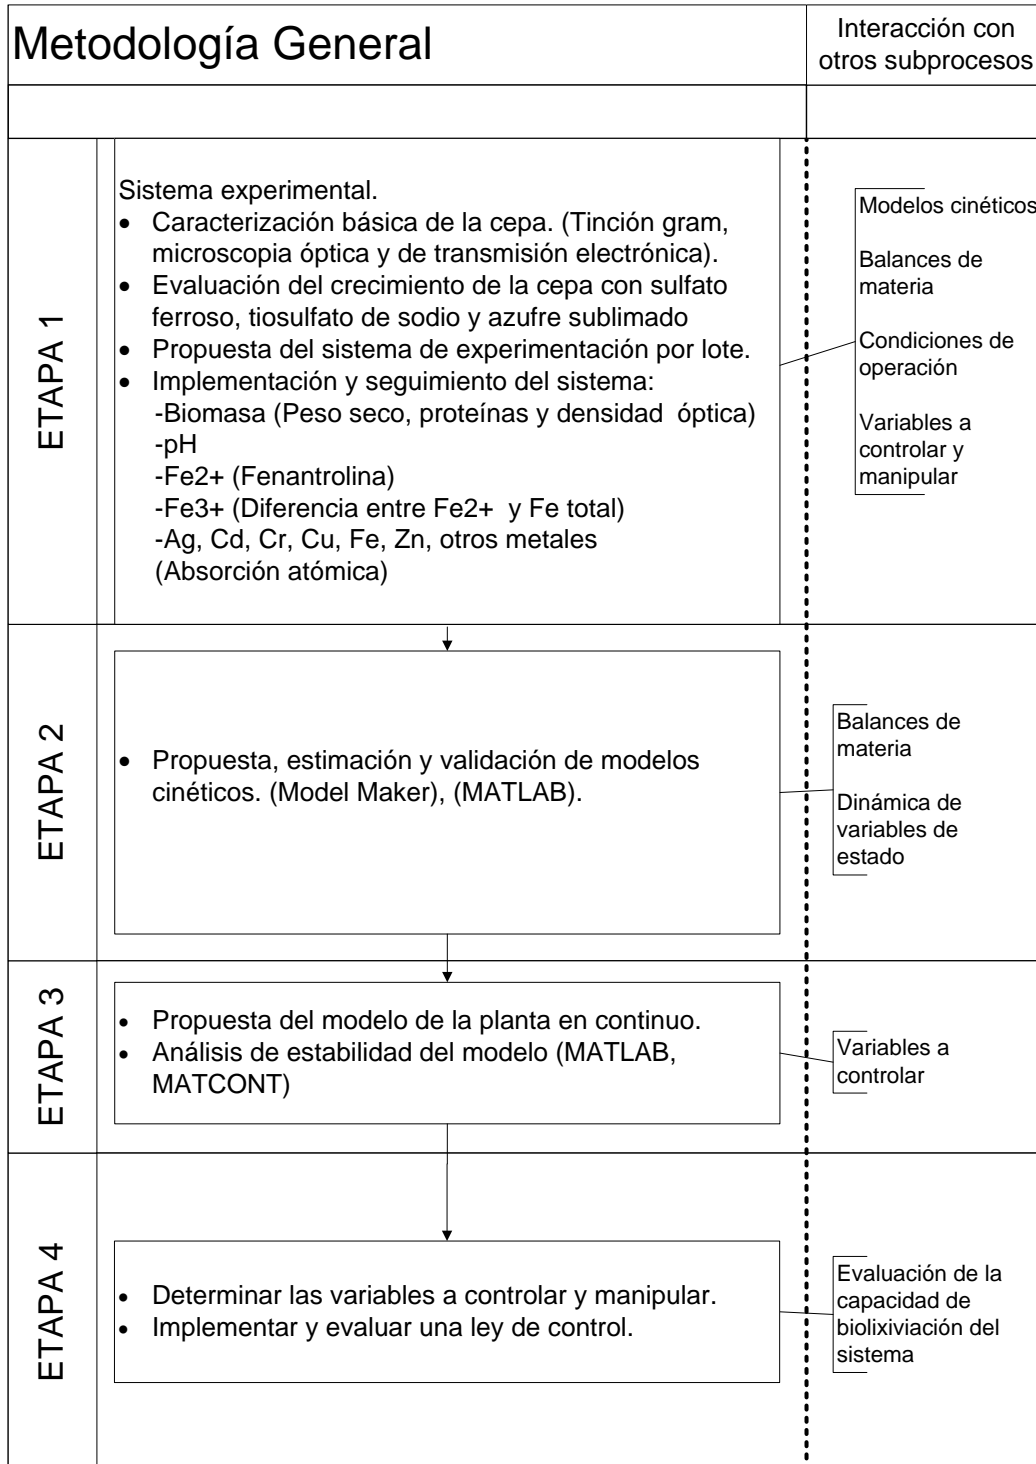 Metodología General
Interacción con
otros subprocesos
ETAPA 1
Sistema experimental.
• Caracterización básica de la cepa. (Tinción gram,
microscopia óptica y de transmisión electrónica).
• Evaluación del crecimiento de la cepa con sulfato
ferroso, tiosulfato de sodio y azufre sublimado
• Propuesta del sistema de experimentación por lote.
• Implementación y seguimiento del sistema:
-Biomasa (Peso seco, proteínas y densidad óptica)
-pH
-Fe2+ (Fenantrolina)
-Fe3+ (Diferencia entre Fe2+ y Fe total)
-Ag, Cd, Cr, Cu, Fe, Zn, otros metales
(Absorción atómica)
Modelos cinéticos
Balances de
materia
Condiciones de
operación
Variables a
controlar y
manipular
ETAPA 2
• Propuesta, estimación y validación de modelos
cinéticos. (Model Maker), (MATLAB).
Balances de
materia
Dinámica de
variables de
estado
ETAPA 3
• Propuesta del modelo de la planta en continuo.
• Análisis de estabilidad del modelo (MATLAB,
MATCONT)
Variables a
controlar
ETAPA 4
• Determinar las variables a controlar y manipular.
• Implementar y evaluar una ley de control.
Evaluación de la
capacidad de
biolixiviación del
sistema